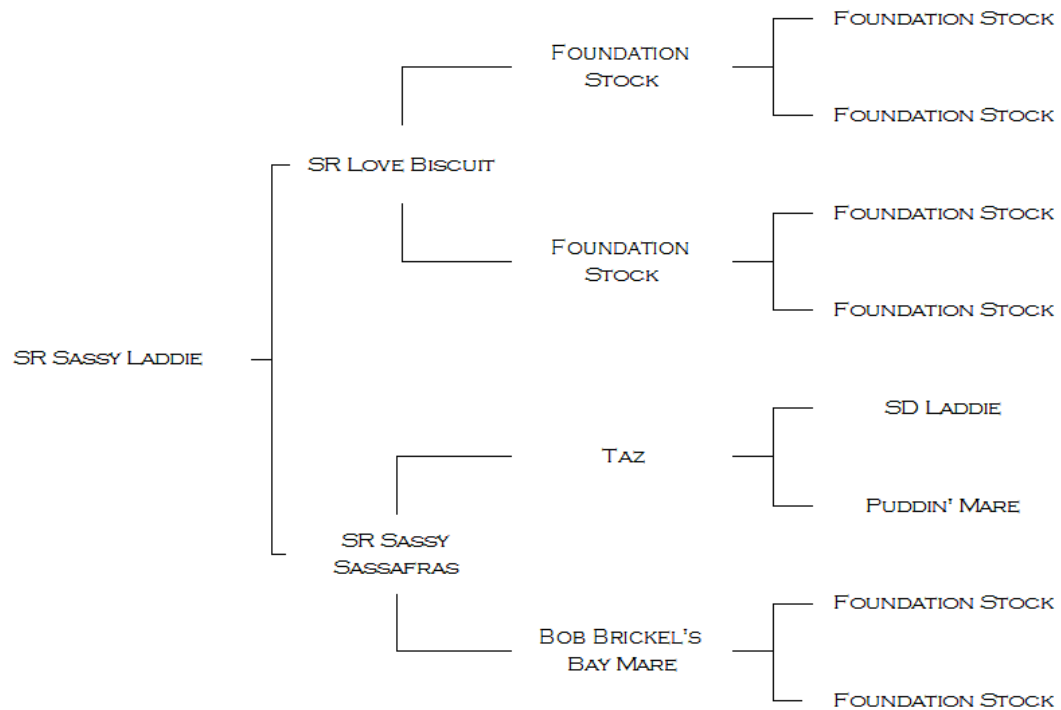 Foundation Stock
Foundation
Stock
Foundation Stock
SR Love Biscuit
Foundation Stock
Foundation
Stock
Foundation Stock
SR Sassy Laddie
SD Laddie
Taz
Puddin' Mare
SR Sassy
Sassafras
Foundation Stock
Bob Brickel's
Bay Mare
Foundation Stock